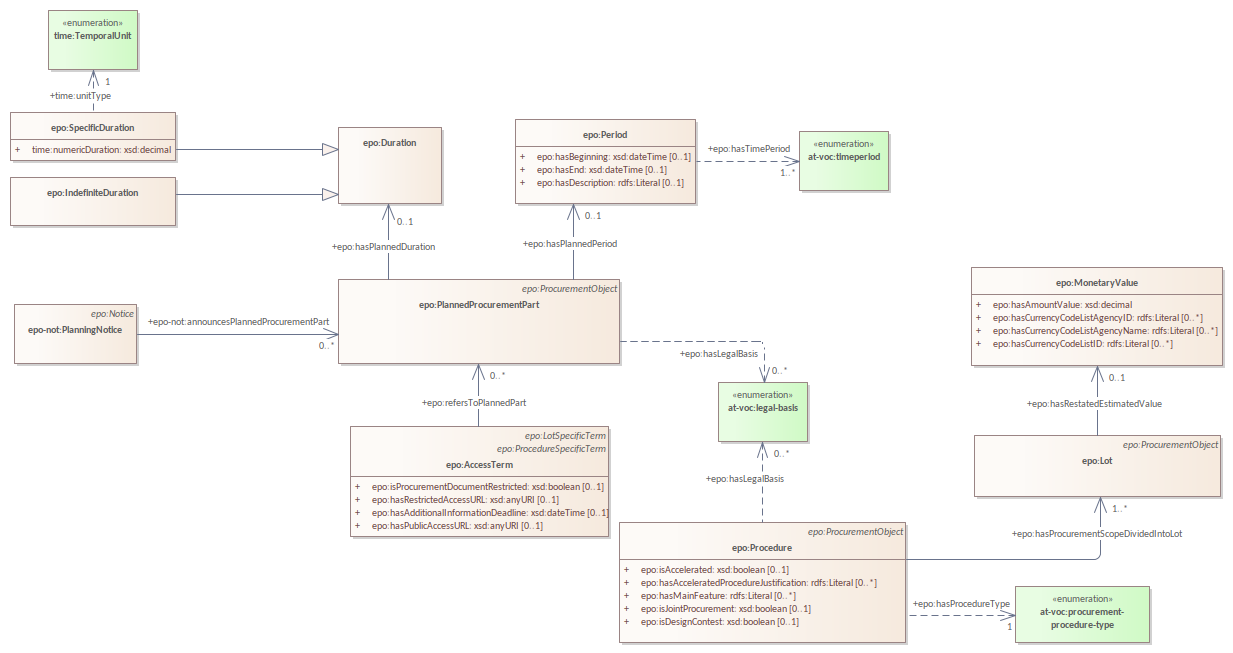 «enumeration»
time:TemporalUnit
1
+time:unitType
epo:SpecificDuration
+ time:numericDuration: xsd:decimal
epo:IndefiniteDuration
epo:Duration
0..1
+epo:hasPlannedDuration
epo:Period
+ epo:hasBeginning: xsd:dateTime [0..1]
+ epo:hasEnd: xsd:dateTime [0..1]
+ epo:hasDescription: rdfs:Literal [0..1]
+epo:hasTimePeriod
1..*
«enumeration»
at-voc:timeperiod
0..1
+epo:hasPlannedPeriod
epo:Notice
epo-not:PlanningNotice
+epo-not:announcesPlannedProcurementPart
0..*
epo:ProcurementObject
epo:PlannedProcurementPart
+epo:hasLegalBasis
0..*
0..*
+epo:refersToPlannedPart
epo:LotSpecificTerm
epo:ProcedureSpecificTerm
epo:AccessTerm
+ epo:isProcurementDocumentRestricted: xsd:boolean [0..1]
+ epo:hasRestrictedAccessURL: xsd:anyURI [0..1]
+ epo:hasAdditionalInformationDeadline: xsd:dateTime [0..1]
+ epo:hasPublicAccessURL: xsd:anyURI [0..1]
«enumeration»
at-voc:legal-basis
0..*
+epo:hasLegalBasis
epo:ProcurementObject
epo:Procedure
+ epo:isAccelerated: xsd:boolean [0..1]
+ epo:hasAcceleratedProcedureJustification: rdfs:Literal [0..*]
+ epo:hasMainFeature: rdfs:Literal [0..*]
+ epo:isJointProcurement: xsd:boolean [0..1]
+ epo:isDesignContest: xsd:boolean [0..1]
epo:MonetaryValue
+ epo:hasAmountValue: xsd:decimal
+ epo:hasCurrencyCodeListAgencyID: rdfs:Literal [0..*]
+ epo:hasCurrencyCodeListAgencyName: rdfs:Literal [0..*]
+ epo:hasCurrencyCodeListID: rdfs:Literal [0..*]
0..1
+epo:hasRestatedEstimatedValue
epo:ProcurementObject
epo:Lot
1..*
+epo:hasProcurementScopeDividedIntoLot
+epo:hasProcedureType
1
«enumeration»
at-voc:procurement-
procedure-type